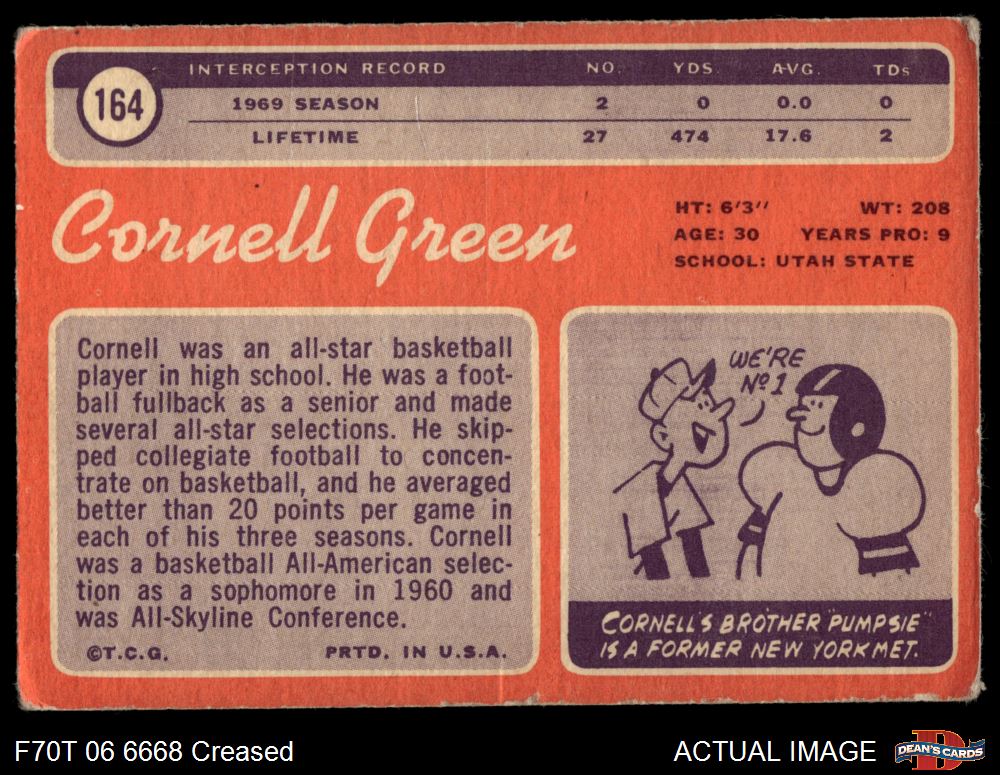 164
INTERCEPTION RECORD NO. YDS. AVG. TDs
1969 SEASON 2 0 0.0 0
LIFETIME 27 474 17.6 2
Cornell Green
HT: 6'3'' WT: 208
AGE: 30 YEARS PRO: 9
SCHOOL: UTAH STATE
Cornell was an all-star basketball
player in high school. He was a foot-
ball fullback as a senior and made
several all-star selections. He skip-
ped collegiate football to concen-
trate on basketball, and he averaged
better than 20 points per game in
each of his three seasons. Cornell
was a basketball All-American selec-
tion as a sophomore in 1960 and
was All-Skyline Conference.
©T.C.G. PRTD. IN U.S.A.
WE'RE
Nº 1
CORNELL'S BROTHER "PUMPSIE"
IS A FORMER NEW YORK MET.
F70T 06 6668 Creased
ACTUAL IMAGE
D
DEAN'S CARDS